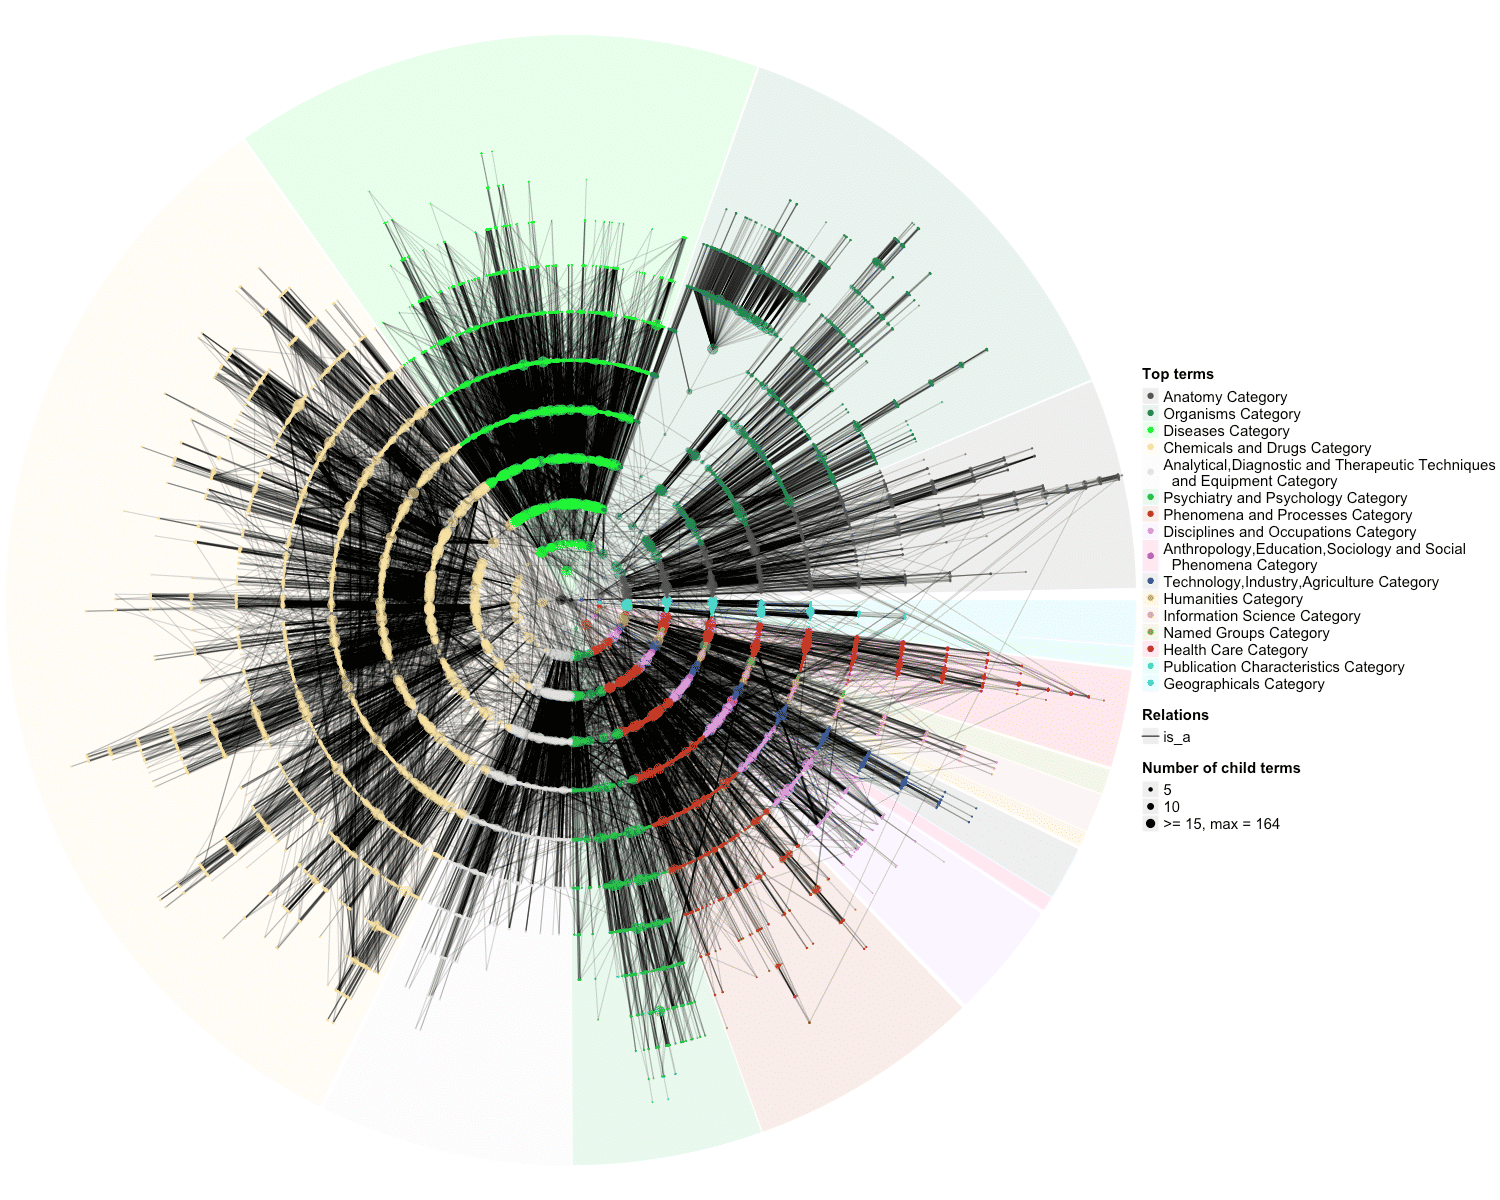 Top terms
Anatomy Category
Organisms Category
Diseases Category
Chemicals and Drugs Category
Analytical,Diagnostic and Therapeutic Techniques
and Equipment Category
Psychiatry and Psychology Category
Phenomena and Processes Category
Disciplines and Occupations Category
Anthropology,Education,Sociology and Social
Phenomena Category
Technology,Industry,Agriculture Category
Humanities Category
Information Science Category
Named Groups Category
Health Care Category
Publication Characteristics Category
Geographicals Category
Relations
is_a
Number of child terms
5
10
>= 15, max = 164